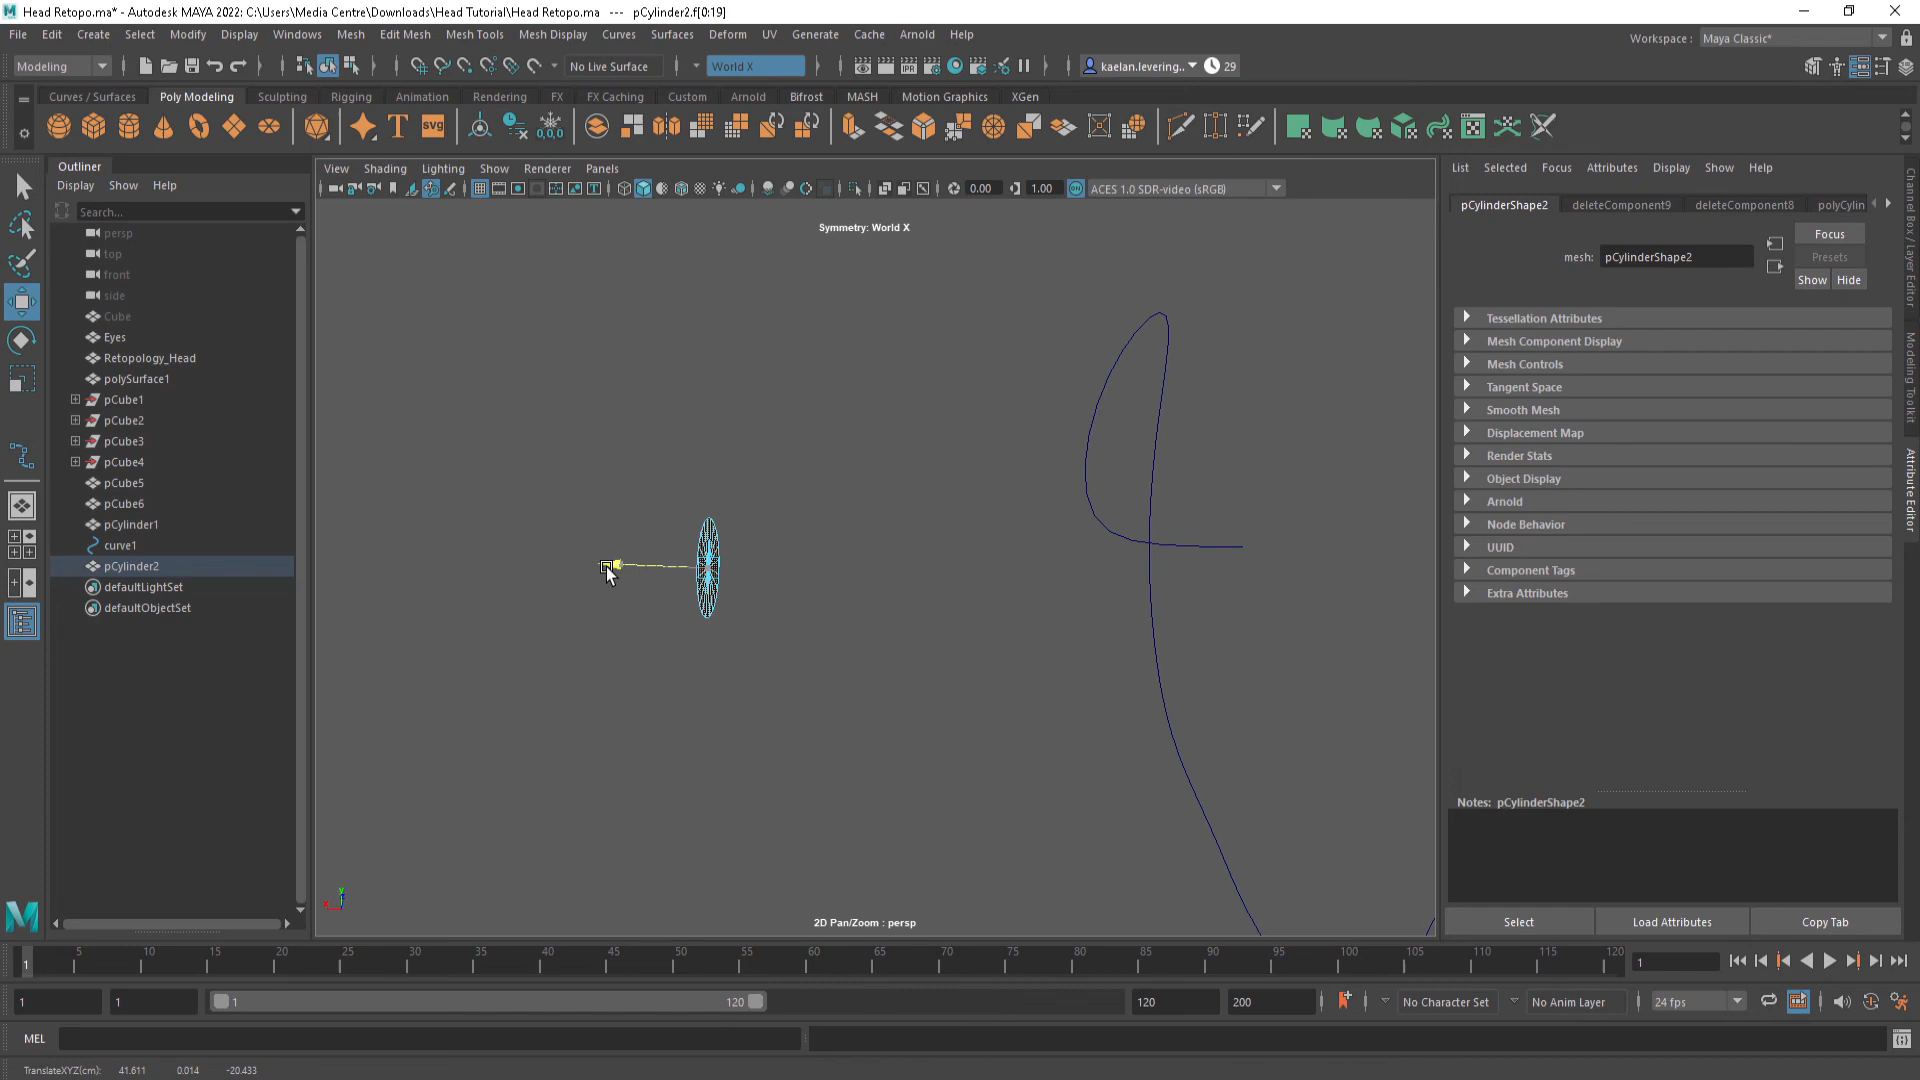 Head Retopo.ma* - Autodesk MAYA 2022: C:\Users\Media Centre\Downloads\Head Tutorial\Head Retopo.ma --- pCylinder2.f[0:19]
File Edit Create Select Modify Display Windows Mesh Edit Mesh Mesh Tools Mesh Display Curves Surfaces Deform UV Generate Cache Arnold Help
Workspace : Maya Classic*
Modeling No Live Surface World X kaelan.levering.. 29
Curves / Surfaces Poly Modeling Sculpting Rigging Animation Rendering FX FX Caching Custom Arnold Bifrost MASH Motion Graphics XGen
Outliner
Display Show Help
Search...
persp
top
front
side
Cube
Eyes
Retopology_Head
polySurface1
pCube1
pCube2
pCube3
pCube4
pCube5
pCube6
pCylinder1
curve1
pCylinder2
defaultLightSet
defaultObjectSet
View Shading Lighting Show Renderer Panels
0.00 1.00 ACES 1.0 SDR-video (sRGB)
Symmetry: World X
2D Pan/Zoom : persp
List Selected Focus Attributes Display Show Help
pCylinderShape2 deleteComponent9 deleteComponent8 polyCylin
mesh: pCylinderShape2
Focus
Presets
Show Hide
Tessellation Attributes
Mesh Component Display
Mesh Controls
Tangent Space
Smooth Mesh
Displacement Map
Render Stats
Object Display
Arnold
Node Behavior
UUID
Component Tags
Extra Attributes
Notes: pCylinderShape2
Select Load Attributes Copy Tab
Channel Box / Layer Editor
Modeling Toolkit
Attribute Editor
5 10 15 20 25 30 35 40 45 50 55 60 65 70 75 80 85 90 95 100 105 110 115 120
1 1
1 1 1 120 120 200 No Character Set No Anim Layer 24 fps
MEL
TranslateXYZ(cm): 41.611 0.014 -20.433